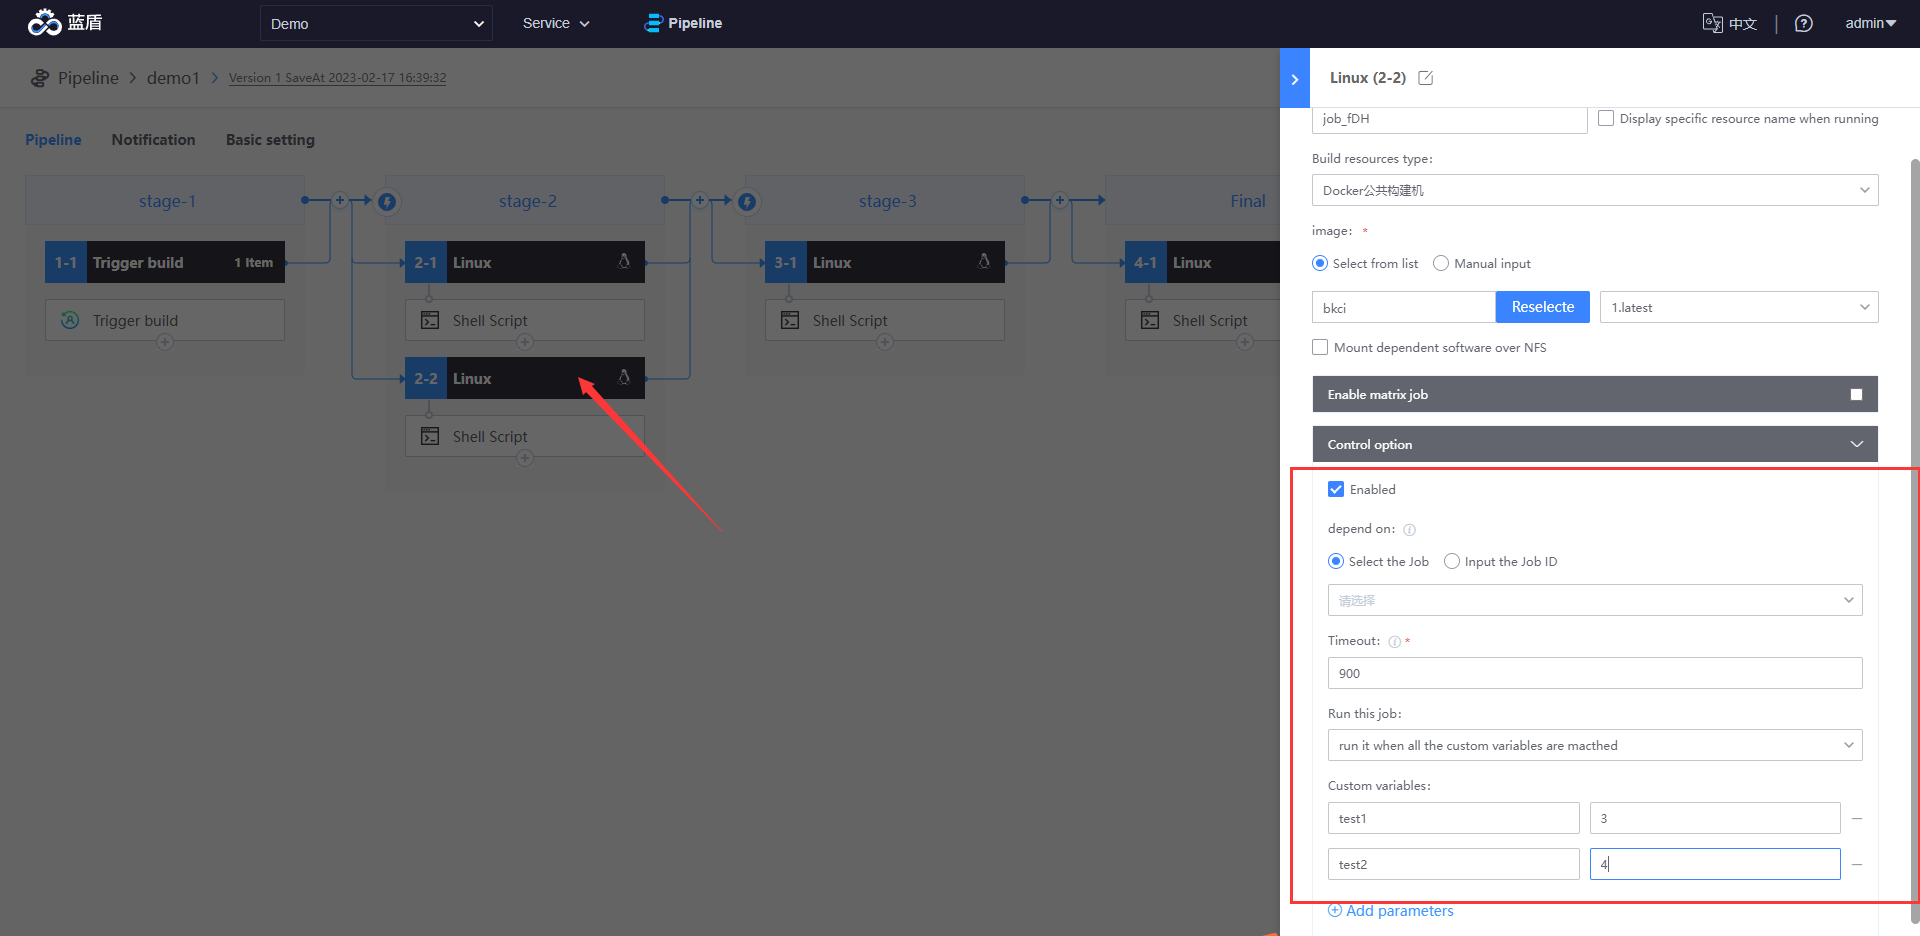 蓝盾
Demo
Service
Pipeline
中文
admin
Pipeline
demo1
Version 1 SaveAt 2023-02-17 16:39:32
Pipeline
Notification
Basic setting
stage-1
stage-2
stage-3
Final
1-1 Trigger build 1 Item
2-1 Linux
3-1 Linux
4-1 Linux
Trigger build
Shell Script
Shell Script
Shell Script
2-2 Linux
Shell Script
Linux (2-2)
job_fDH
Display specific resource name when running
Build resources type:
Docker公共构建机
image: *
Select from list
Manual input
bkci
Reselecte
1.latest
Mount dependent software over NFS
Enable matrix job
Control option
Enabled
depend on:
Select the Job
Input the Job ID
请选择
Timeout: *
900
Run this job:
run it when all the custom variables are macthed
Custom variables:
test1
3
test2
4
Add parameters